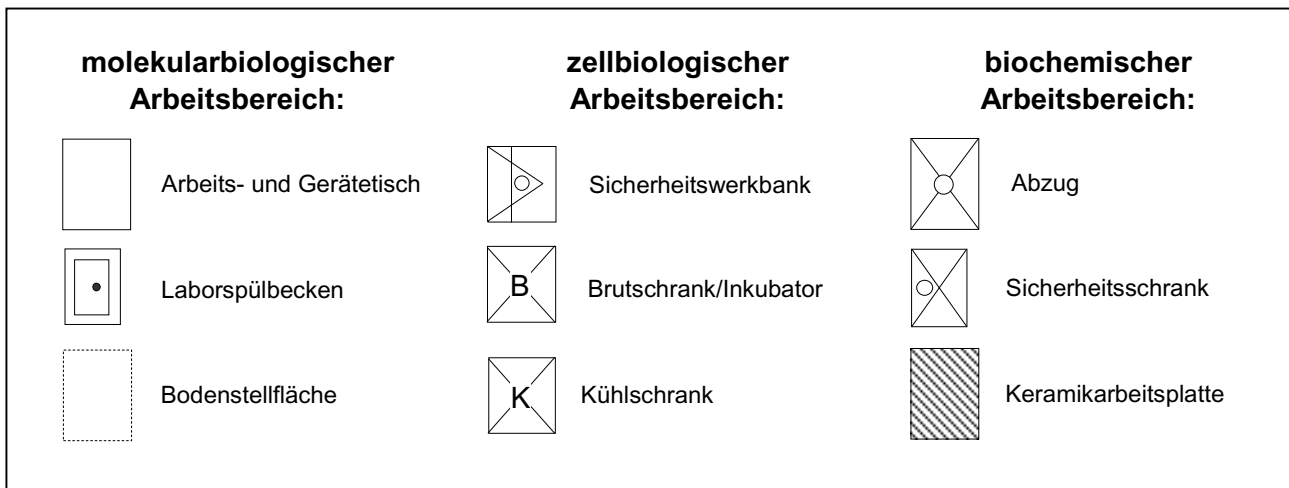 molekularbiologischer
Arbeitsbereich:
Arbeits- und Gerätetisch
Laborspülbecken
Bodenstellfläche
zellbiologischer
Arbeitsbereich:
Sicherheitswerkbank
B
Brutschrank/Inkubator
K
Kühlschrank
biochemischer
Arbeitsbereich:
Abzug
Sicherheitsschrank
Keramikarbeitsplatte